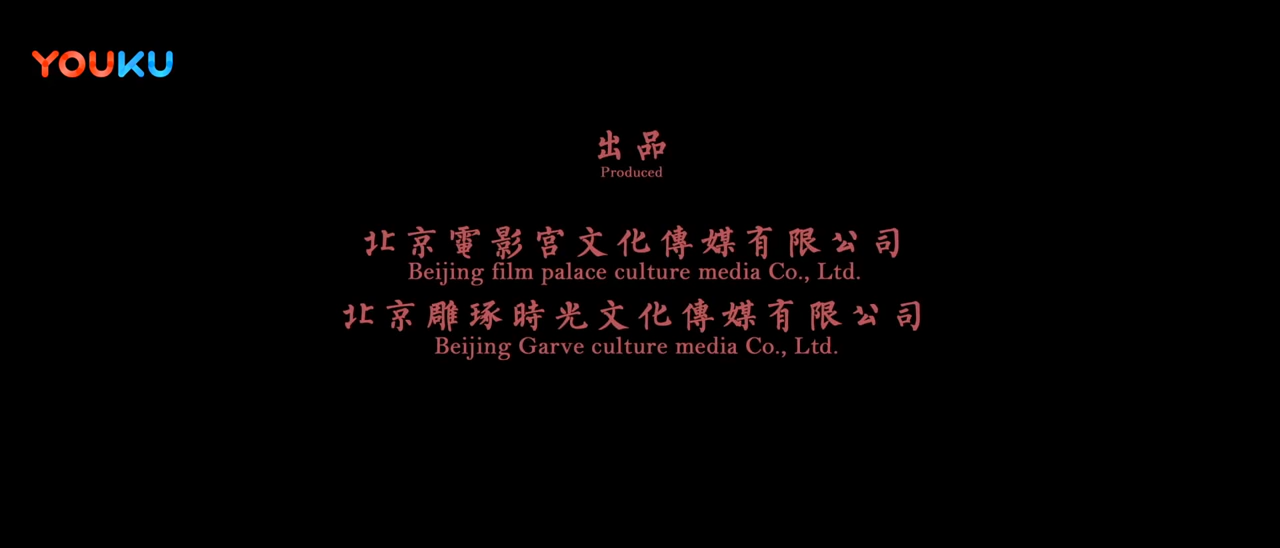 YOUKU
出品
Produced
北京電影宮文化傳媒有限公司
Beijing film palace culture media Co., Ltd.
北京雕琢時光文化傳媒有限公司
Beijing Garve culture media Co., Ltd.